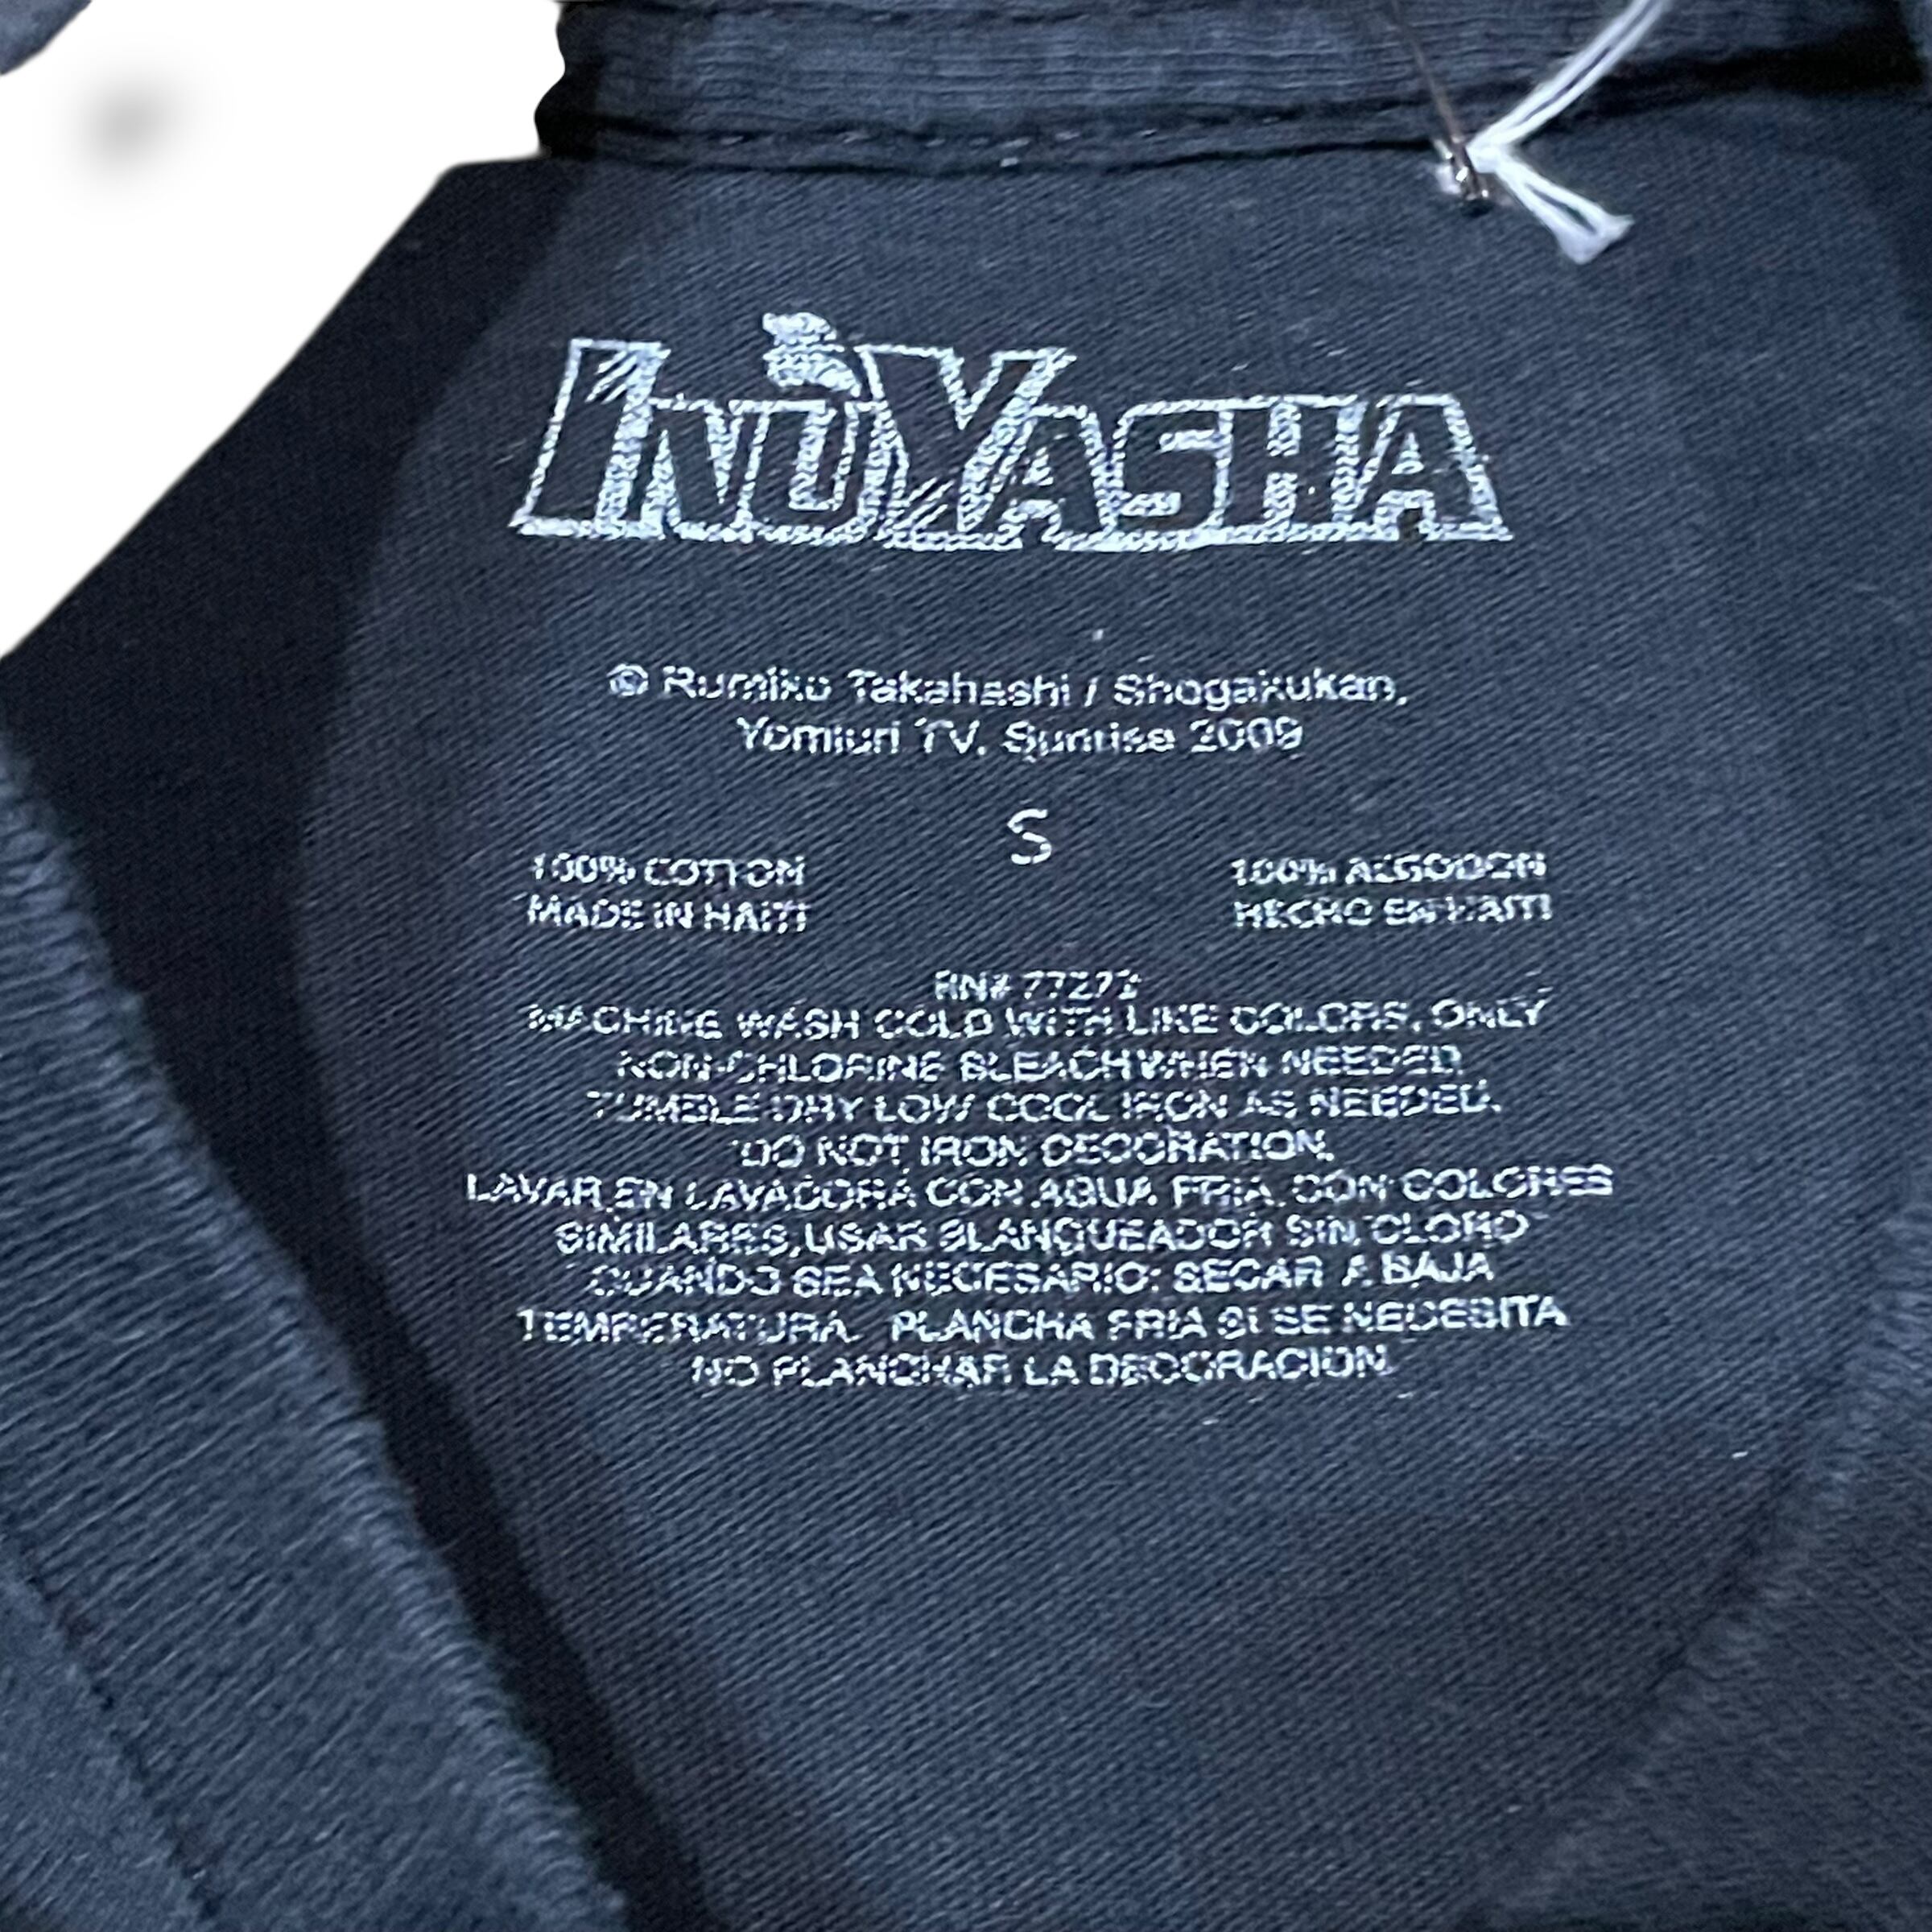 INUYASHA
© Rumiko Takahashi / Shogakukan,
Yomiuri TV, Sunrise 2009
S
100% COTTON
MADE IN HAITI
100% ALGODON
HECHO EN HAITI
RN#
MACHINE WASH COLD WITH LIKE COLORS, ONLY
NON-CHLORINE BLEACH WHEN NEEDED.
TUMBLE DRY LOW COOL IRON AS NEEDED.
DO NOT IRON DECORATION.
LAVAR EN LAVADORA CON AGUA FRIA, CON COLORES
SIMILARES, USAR BLANQUEADOR SIN CLORO
CUANDO SEA NECESARIO: SECAR A BAJA
TEMPERATURA. PLANCHA FRIA SI SE NECESITA
NO PLANCHAR LA DECORACION.